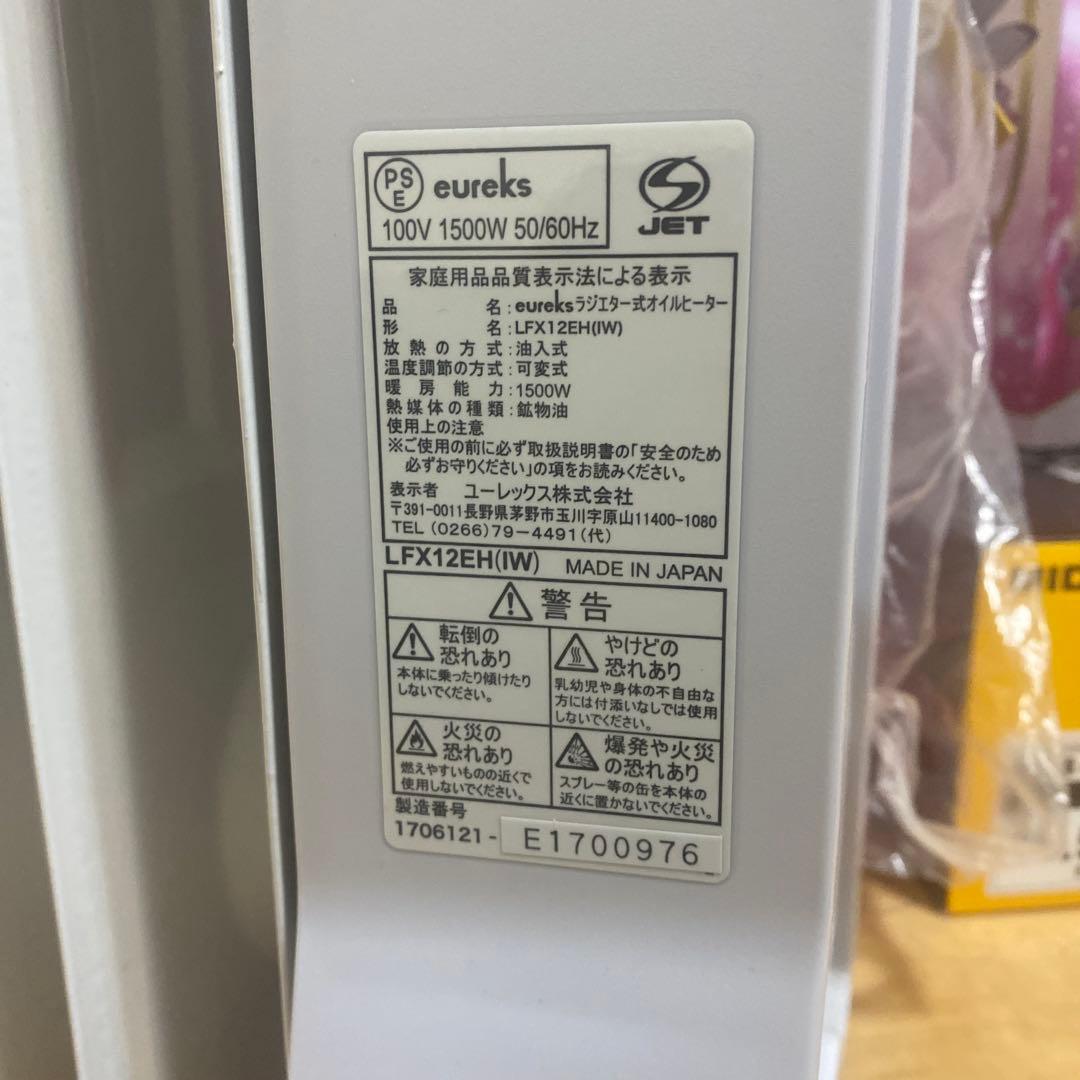 PS
E
eureks
100V 1500W 50/60Hz
JET
家庭用品品質表示法による表示
品名:eureksラジエター式オイルヒーター
形名:LFX12EH(IW)
放熱の方式:油入式
温度調節の方式:可変式
暖房能力:1500W
熱媒体の種類:鉱物油
使用上の注意
※ご使用の前に必ず取扱説明書の「安全のため
必ずお守りください」の項をお読みください。
表示者 ユーレックス株式会社
〒391-0011長野県茅野市玉川字原山11400-1080
TEL (0266)79-4491(代)
LFX12EH(IW) MADE IN JAPAN
警告
転倒の
恐れあり
本体に乗ったり傾けたり
しないでください。
やけどの
恐れあり
乳幼児や身体の不自由な
方には付添いなしでは使用
しないでください。
火災の
恐れあり
燃えやすいものの近くで
使用しないでください。
爆発や火災
の恐れあり
スプレー等の缶を本体の
近くに置かないでください。
製造番号
1706121-E1700976